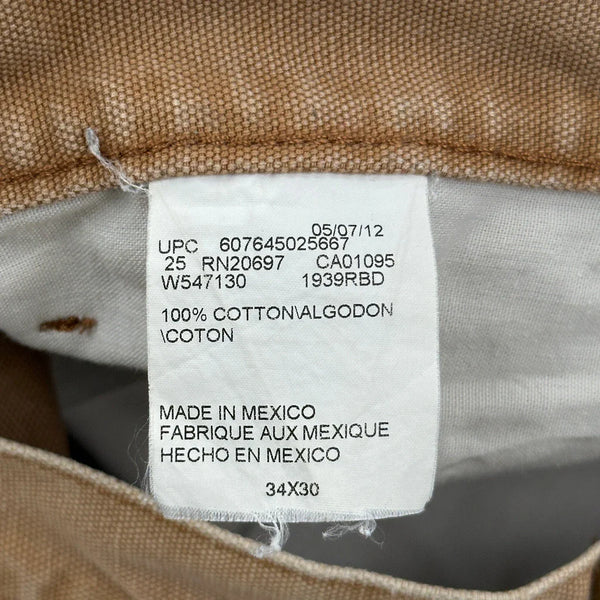 05/07/12
UPC 607645025667
25 RN20697 CA01095
W547130 1939RBD
100% COTTON\ALGODON
\COTON
MADE IN MEXICO
FABRIQUE AUX MEXIQUE
HECHO EN MEXICO
34X30